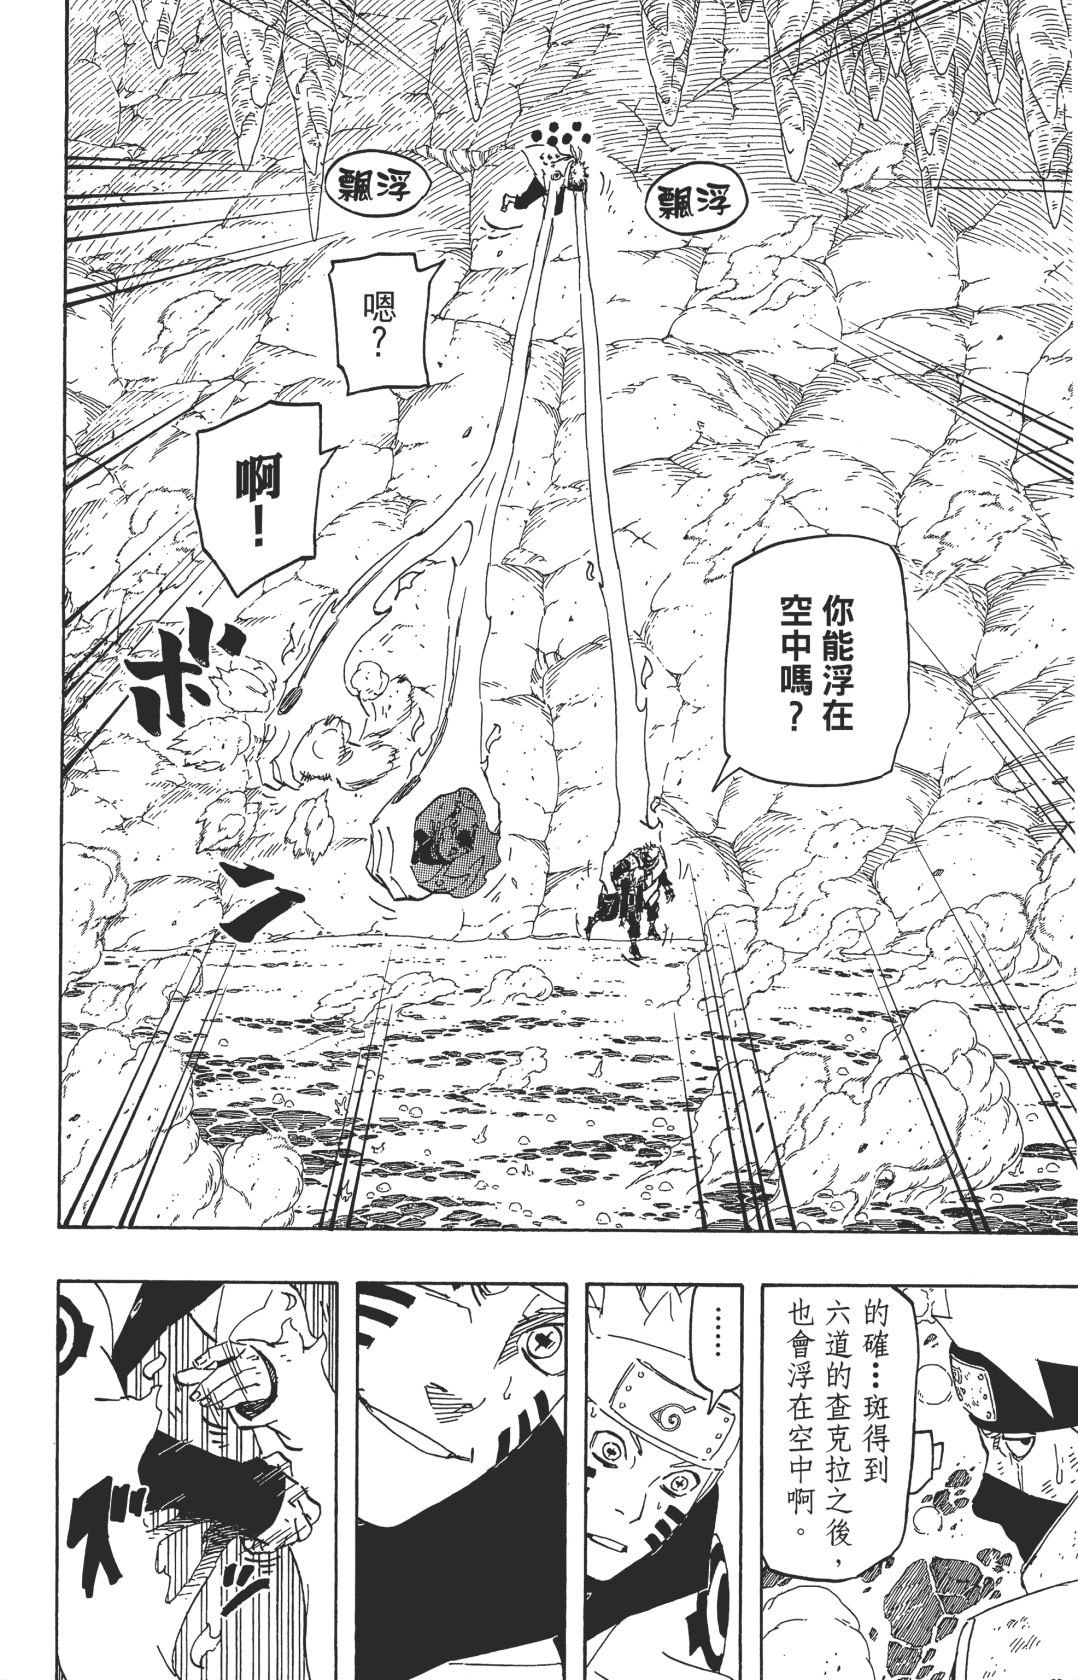 飄浮
飄浮
你能浮在
空中嗎？
嗯？
啊！
ボン
的確…斑得到
六道的查克拉之後，
也會浮在空中啊。
……
ズッ